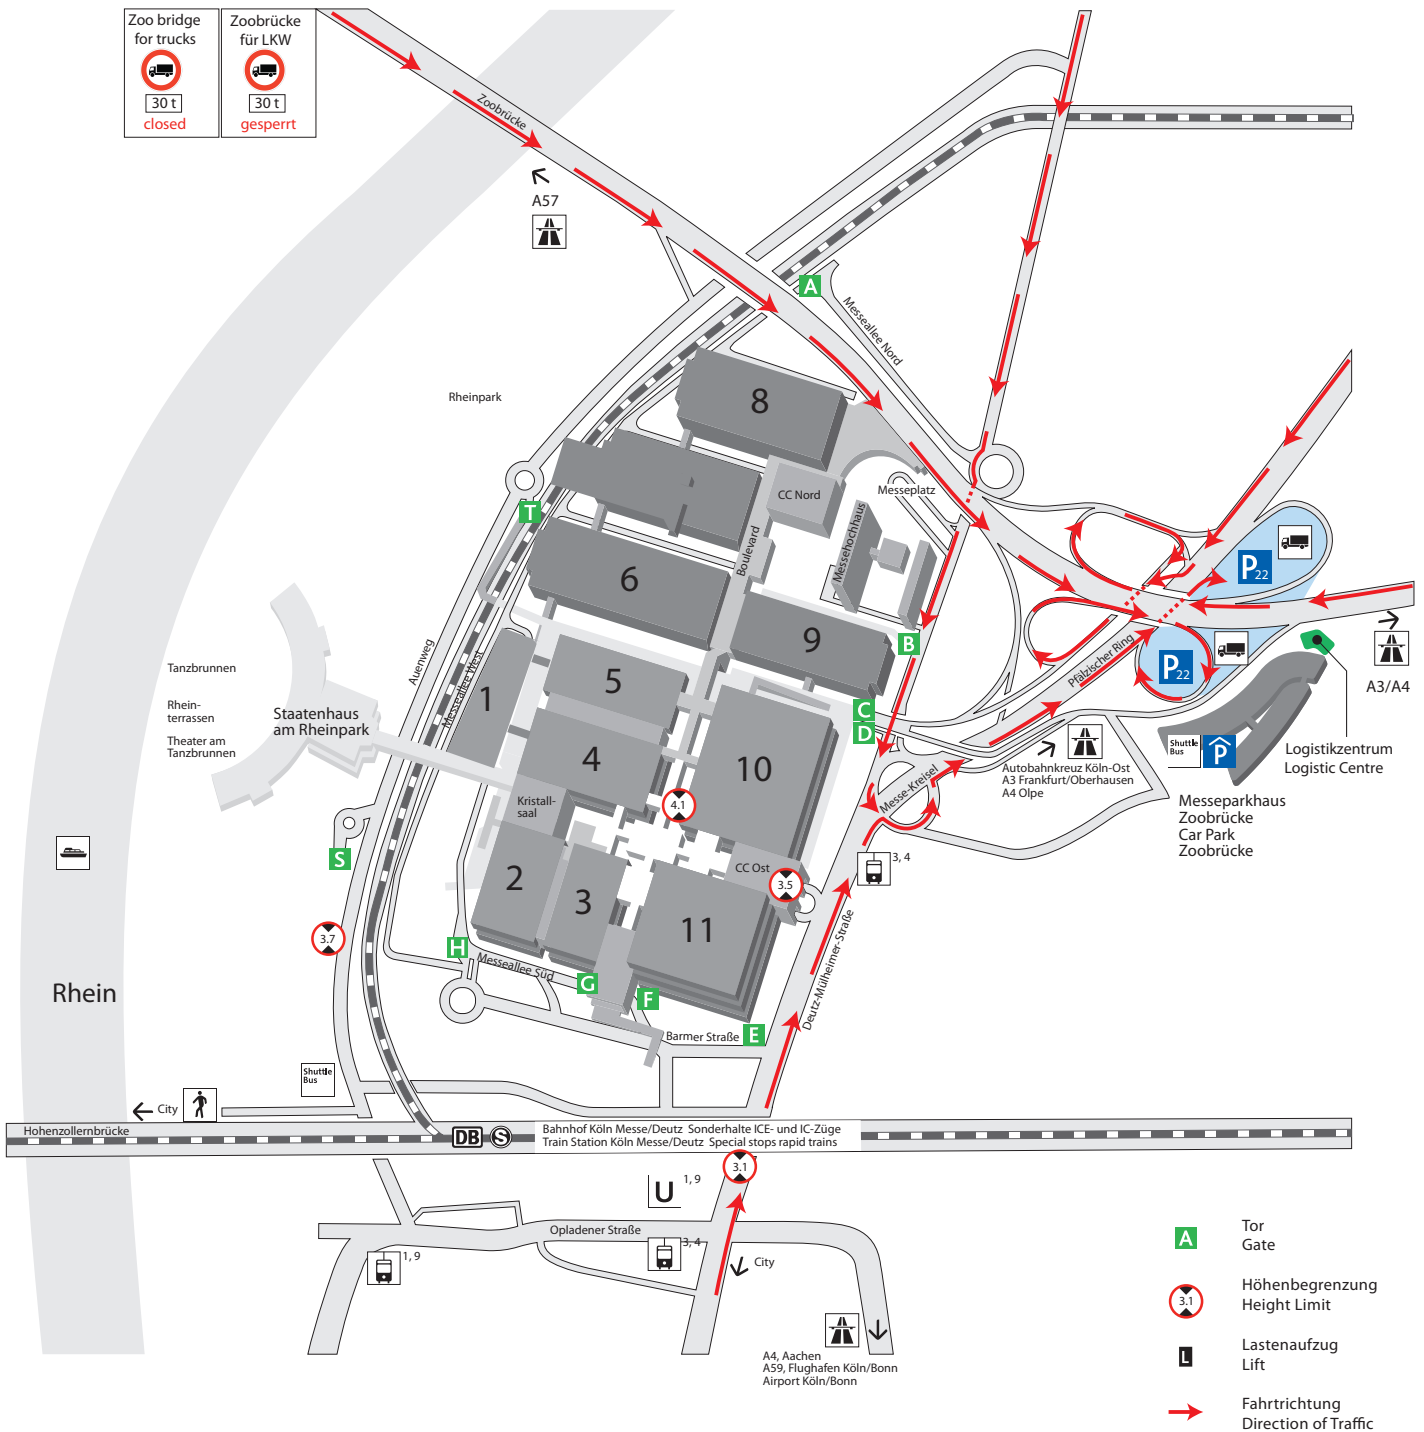 Zoo bridge
for trucks
30 t
closed
Zoobrücke
für LKW
30 t
gesperrt
Zoobrücke
A57
A
Messeallee Nord
Rheinpark
8
CC Nord
Messeplatz
T
Messehochhaus
Boulevard
6
9
B
P22
P22
Pfälzischer Ring
A3/A4
Tanzbrunnen
Rhein-
terrassen
Theater am
Tanzbrunnen
Staatenhaus
am Rheinpark
Auenweg
Messeallee West
1
5
4
10
C
D
Kristall-
saal
4.1
Messe-Kreisel
Autobahnkreuz Köln-Ost
A3 Frankfurt/Oberhausen
A4 Olpe
Shuttle
Bus
P
Logistikzentrum
Logistic Centre
Messeparkhaus
Zoobrücke
Car Park
Zoobrücke
S
2
3
CC Ost
3.5
3, 4
11
3.7
H
Messeallee Süd
G
F
E
Barmer Straße
Deutz-Mülheimer-Straße
Rhein
Shuttle
Bus
City
Hohenzollernbrücke
DB
S
Bahnhof Köln Messe/Deutz Sonderhalte ICE- und IC-Züge
Train Station Köln Messe/Deutz Special stops rapid trains
3.1
U
1, 9
Opladener Straße
1, 9
3, 4
City
A4, Aachen
A59, Flughafen Köln/Bonn
Airport Köln/Bonn
A
Tor
Gate
3.1
Höhenbegrenzung
Height Limit
L
Lastenaufzug
Lift
Fahrtrichtung
Direction of Traffic